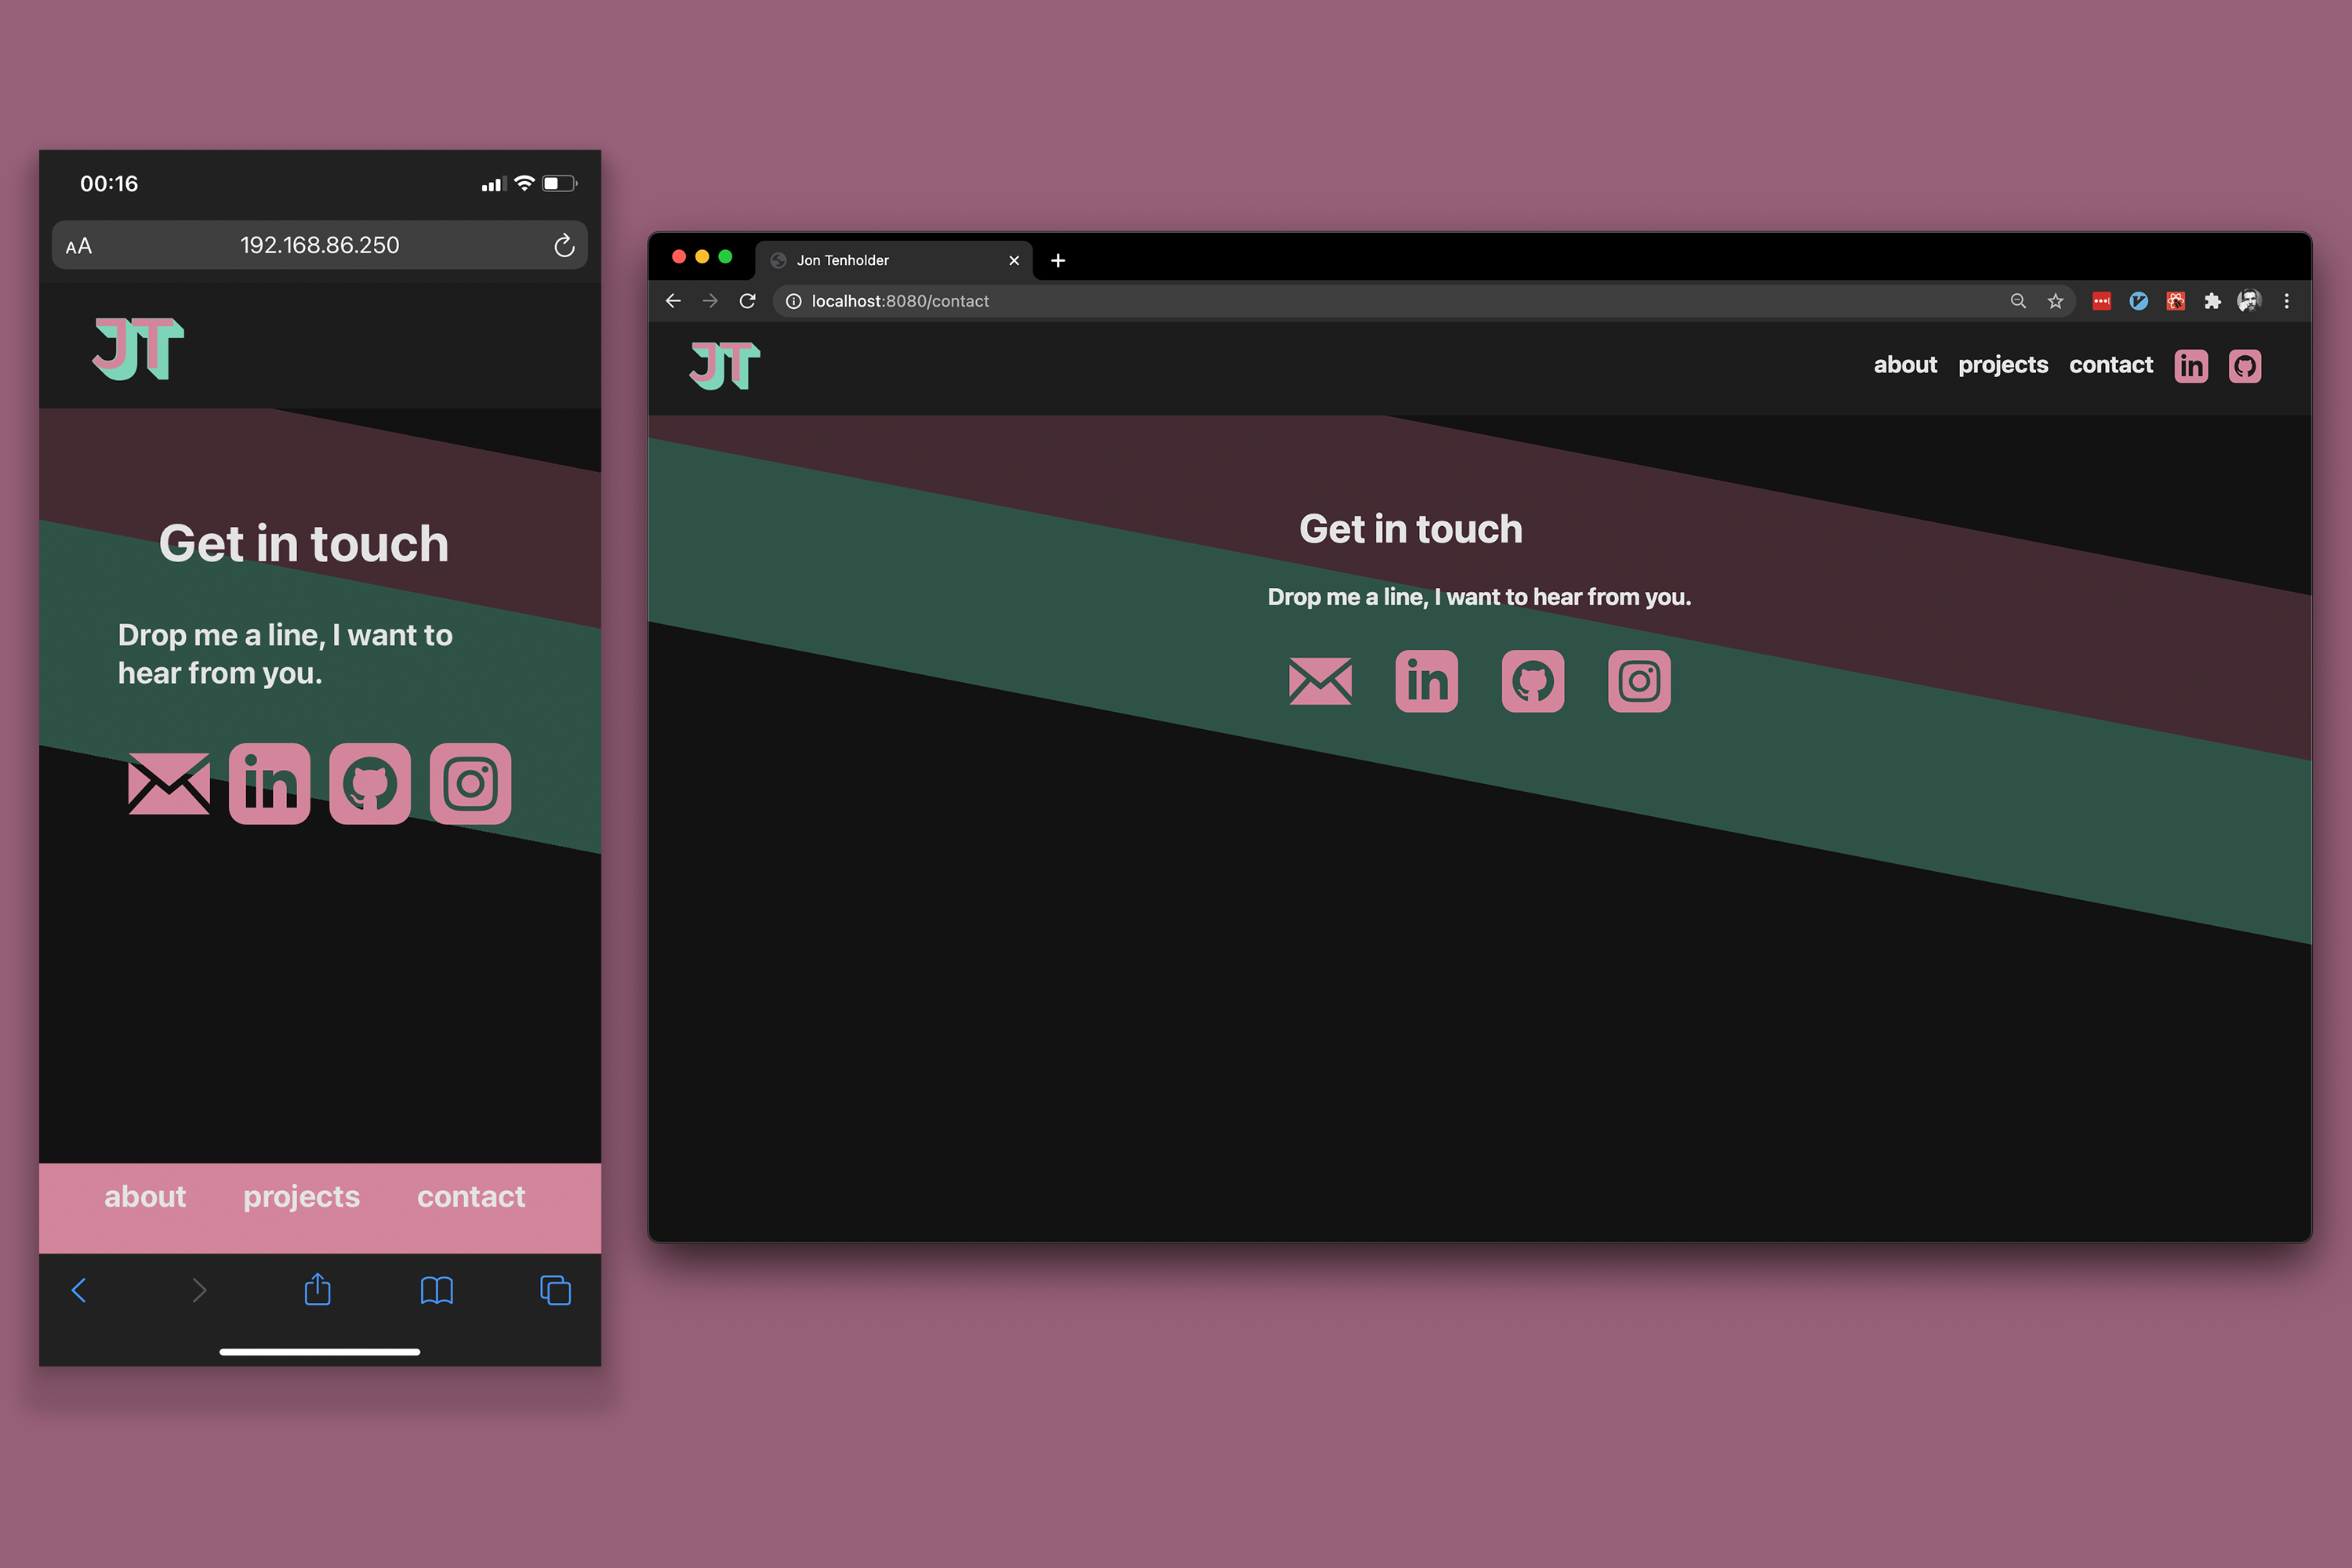 00:16
AA
192.168.86.250
JT
Get in touch
Drop me a line, I want to
hear from you.
in
about projects contact
Jon Tenholder
localhost:8080/contact
JT
about projects contact in
Get in touch
Drop me a line, I want to hear from you.
in